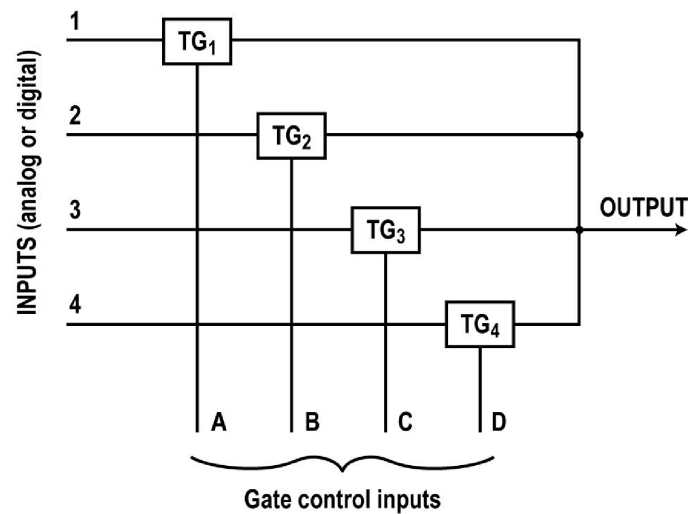 1
TG₁
2
TG₂
3
TG₃
4
TG₄
INPUTS (analog or digital)
OUTPUT
A B C D
Gate control inputs